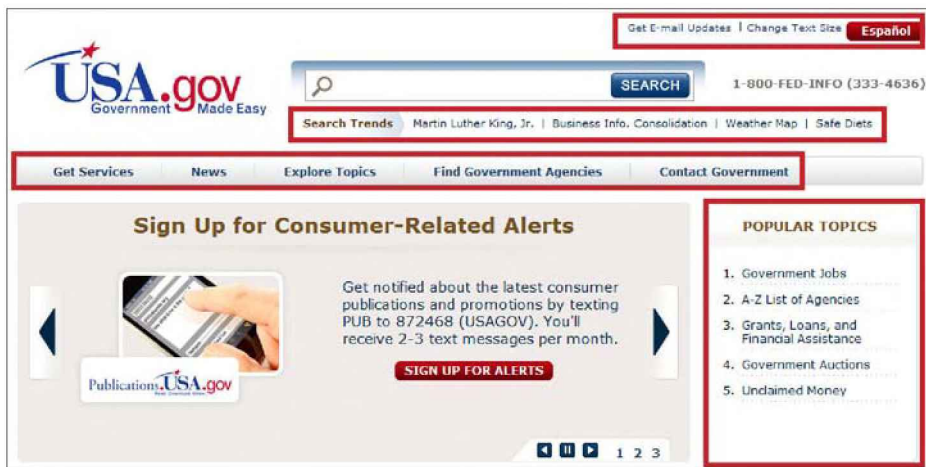 Get E-mail Updates | Change Text Size Español
USA.gov
Government Made Easy
SEARCH 1-800-FED-INFO (333-4636)
Search Trends Martin Luther King, Jr. | Business Info. Consolidation | Weather Map | Safe Diets
Get Services News Explore Topics Find Government Agencies Contact Government
Sign Up for Consumer-Related Alerts
Get notified about the latest consumer
publications and promotions by texting
PUB to 872468 (USAGOV). You'll
receive 2-3 text messages per month.
SIGN UP FOR ALERTS
Publications.USA.gov
1 2 3
POPULAR TOPICS
1. Government Jobs
2. A-Z List of Agencies
3. Grants, Loans, and
Financial Assistance
4. Government Auctions
5. Unclaimed Money